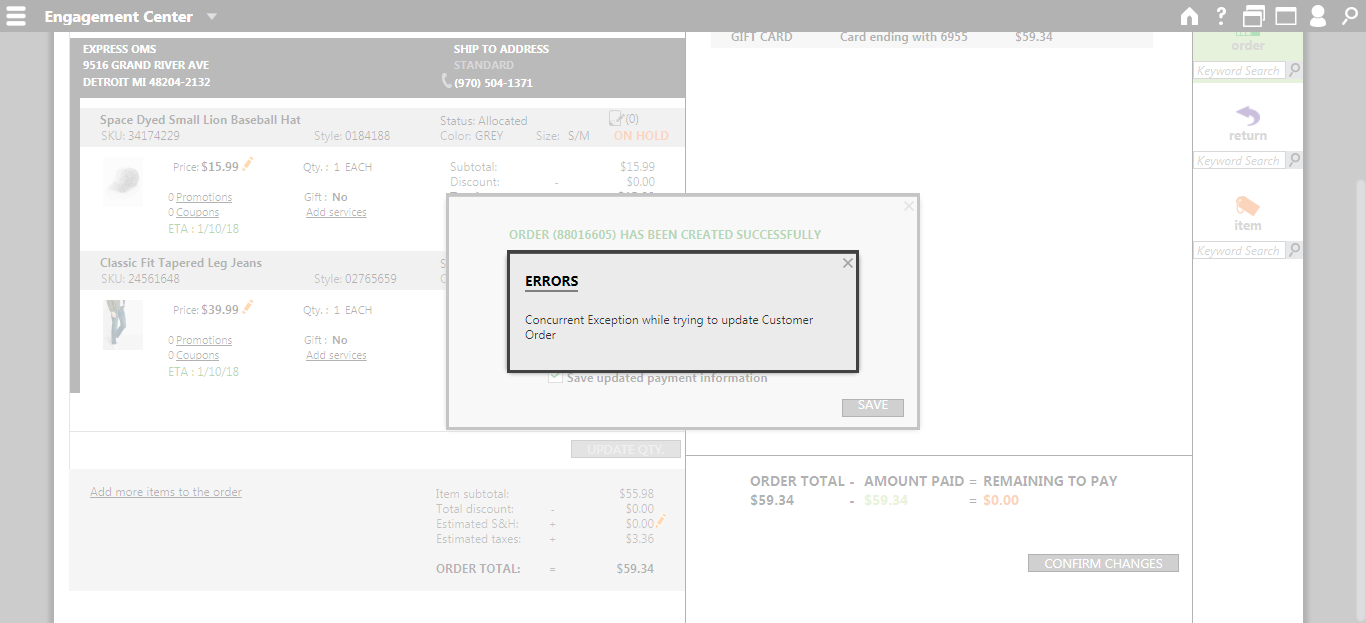 Engagement Center
EXPRESS OMS
9516 GRAND RIVER AVE
DETROIT MI 48204-2132
SHIP TO ADDRESS
STANDARD
(970) 504-1371
GIFT CARD Card ending with 6955 $59.34
order
Keyword Search
return
Keyword Search
item
Keyword Search
Space Dyed Small Lion Baseball Hat
SKU: 34174229 Style: 0184188
Status: Allocated (0)
Color: GREY Size: S/M ON HOLD
Price: $15.99 Qty. : 1 EACH
0 Promotions Gift : No
0 Coupons Add services
ETA : 1/10/18
Subtotal: $15.99
Discount: - $0.00
Classic Fit Tapered Leg Jeans
SKU: 24561648 Style: 02765659
Price: $39.99 Qty. : 1 EACH
0 Promotions Gift : No
0 Coupons Add services
ETA : 1/10/18
ORDER (88016605) HAS BEEN CREATED SUCCESSFULLY
ERRORS
Concurrent Exception while trying to update Customer
Order
Save updated payment information
SAVE
UPDATE QTY.
Add more items to the order
Item subtotal: $55.98
Total discount: - $0.00
Estimated S&H: + $0.00
Estimated taxes: + $3.36
ORDER TOTAL: = $59.34
ORDER TOTAL - AMOUNT PAID = REMAINING TO PAY
$59.34 - $59.34 = $0.00
CONFIRM CHANGES